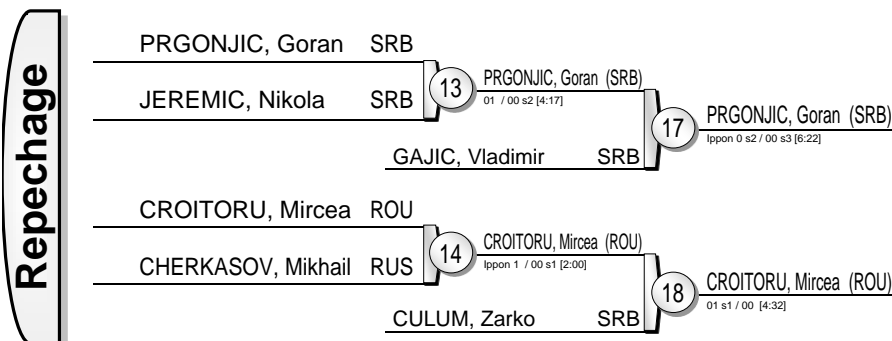 Repechage
PRGONJIC, Goran SRB
JEREMIC, Nikola SRB
13
PRGONJIC, Goran (SRB)
01 / 00 s2 [4:17]
GAJIC, Vladimir SRB
17
PRGONJIC, Goran (SRB)
Ippon 0 s2 / 00 s3 [6:22]
CROITORU, Mircea ROU
CHERKASOV, Mikhail RUS
14
CROITORU, Mircea (ROU)
Ippon 1 / 00 s1 [2:00]
CULUM, Zarko SRB
18
CROITORU, Mircea (ROU)
01 s1 / 00 [4:32]